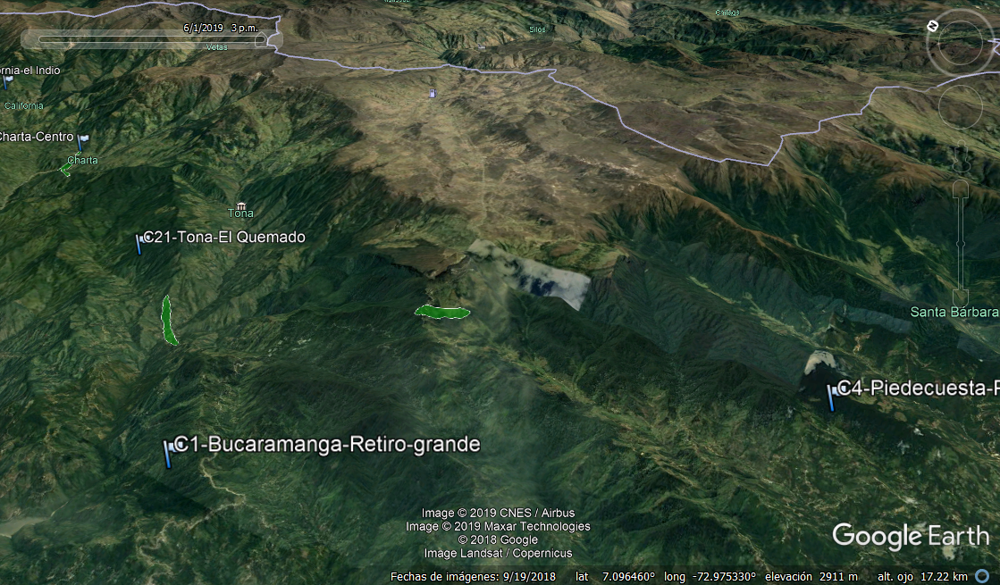 Chitagá
6/1/2019 3 p.m.
Silos
Vetas
rnia-el Indio
California
Charta-Centro
Charta
Tona
C21-Tona-El Quemado
Santa Bárbara
C4-Piedecuesta-P
C1-Bucaramanga-Retiro-grande
Image © 2019 CNES / Airbus
Image © 2019 Maxar Technologies
© 2018 Google
Image Landsat / Copernicus
Google Earth
Fechas de imágenes: 9/19/2018 lat 7.096460° long -72.975330° elevación 2911 m alt. ojo 17.22 km